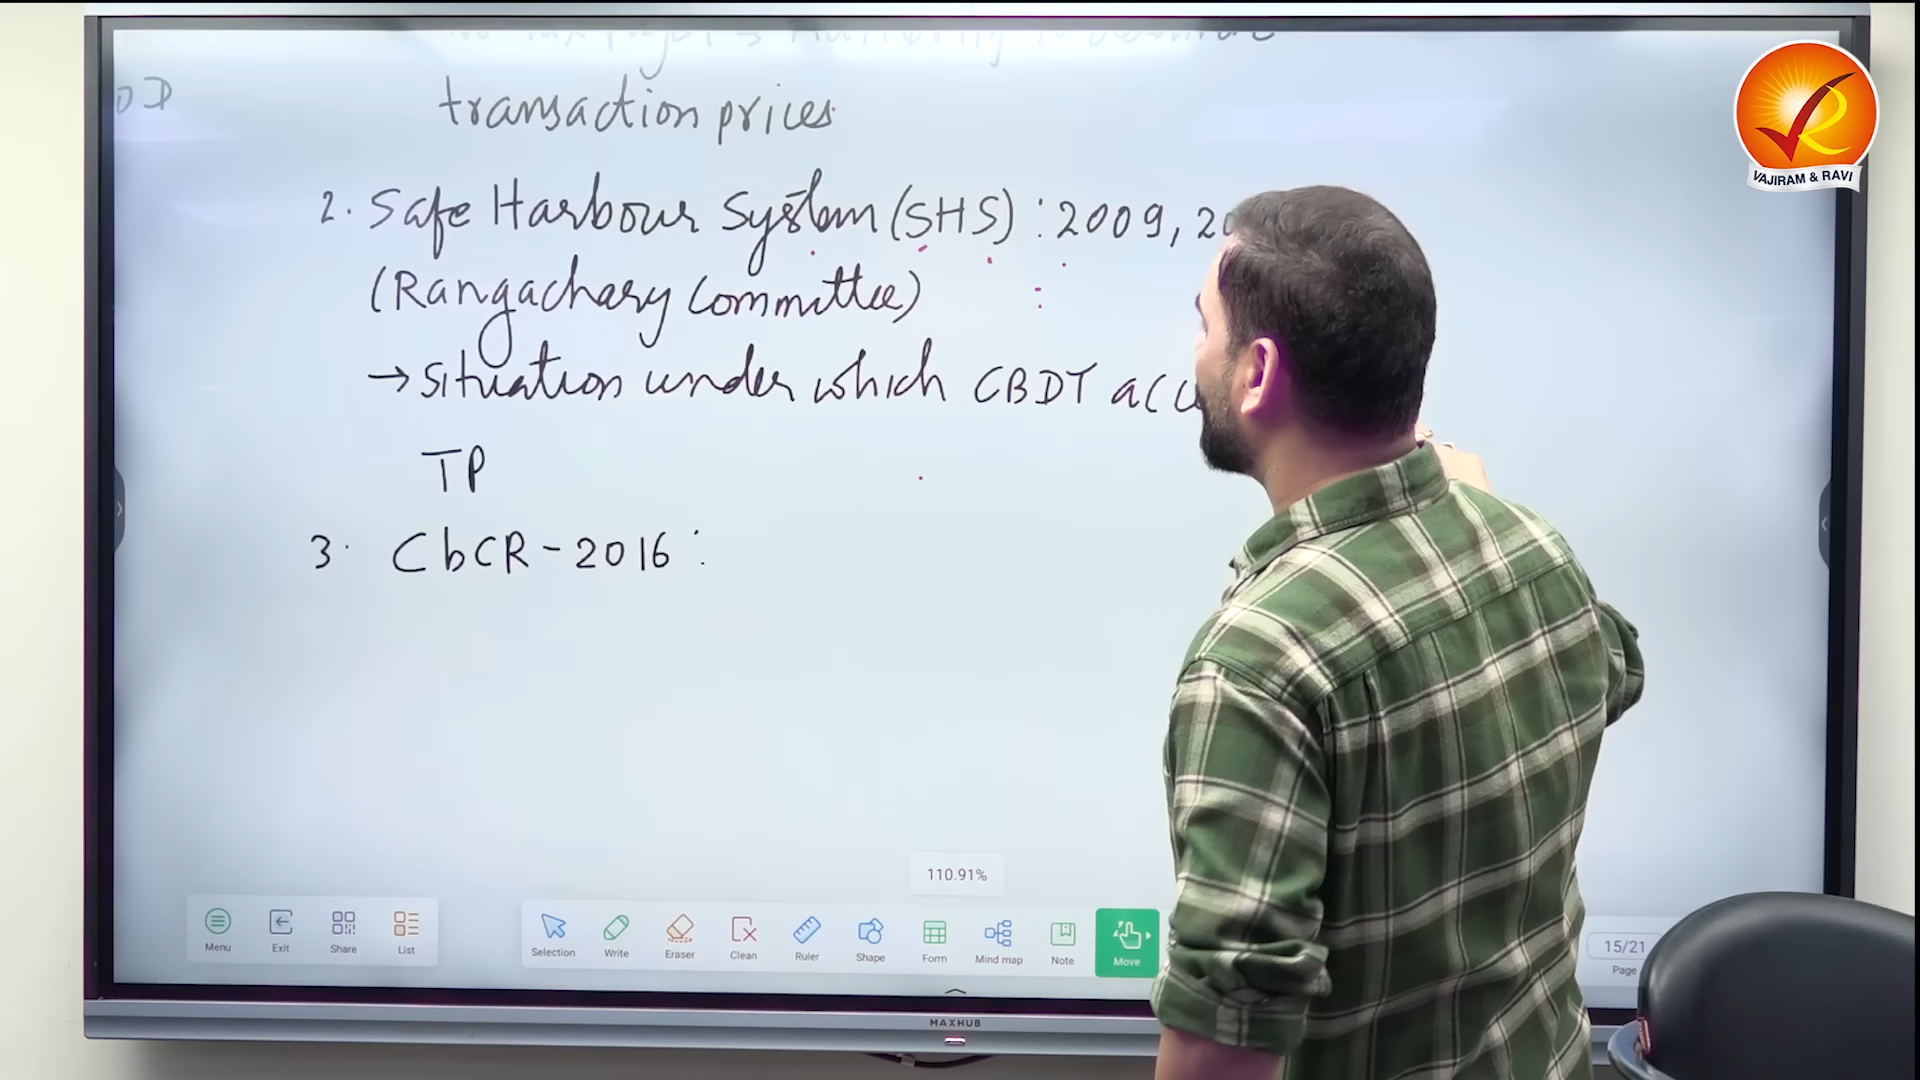 transaction prices
2. Safe Harbour System (SHS) : 2009, 20
(Rangachary Committee)
→ Situation under which CBDT acc
TP
3. CbCR - 2016 :
VAJIRAM & RAVI
110.91%
Menu Exit Share List Selection Write Eraser Clean Ruler Shape Form Mind map Note Move
15/21
Page
MAXHUB